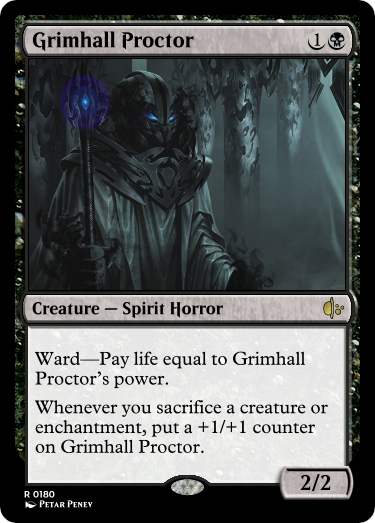 Grimhall Proctor 1
Creature — Spirit Horror
Ward—Pay life equal to Grimhall
Proctor's power.
Whenever you sacrifice a creature or
enchantment, put a +1/+1 counter
on Grimhall Proctor.
2/2
R 0180
Petar Penev